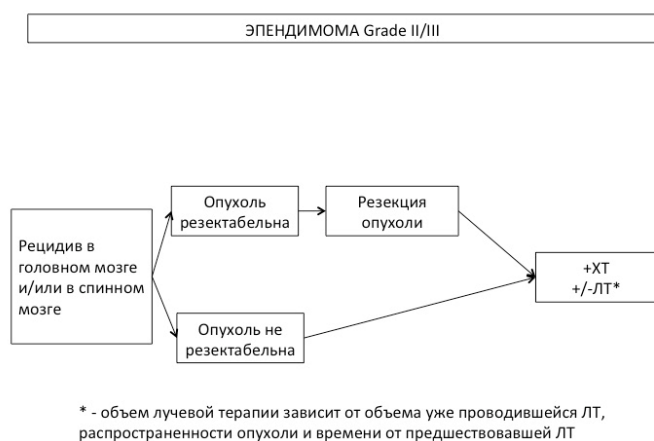 ЭПЕНДИМОМА Grade II/III
Опухоль
резектабельна
Резекция
опухоли
Рецидив в
головном мозге
и/или в спинном
мозге
+ХТ
+/-ЛТ*
Опухоль не
резектабельна
* - объем лучевой терапии зависит от объема уже проводившейся ЛТ,
распространенности опухоли и времени от предшествовавшей ЛТ